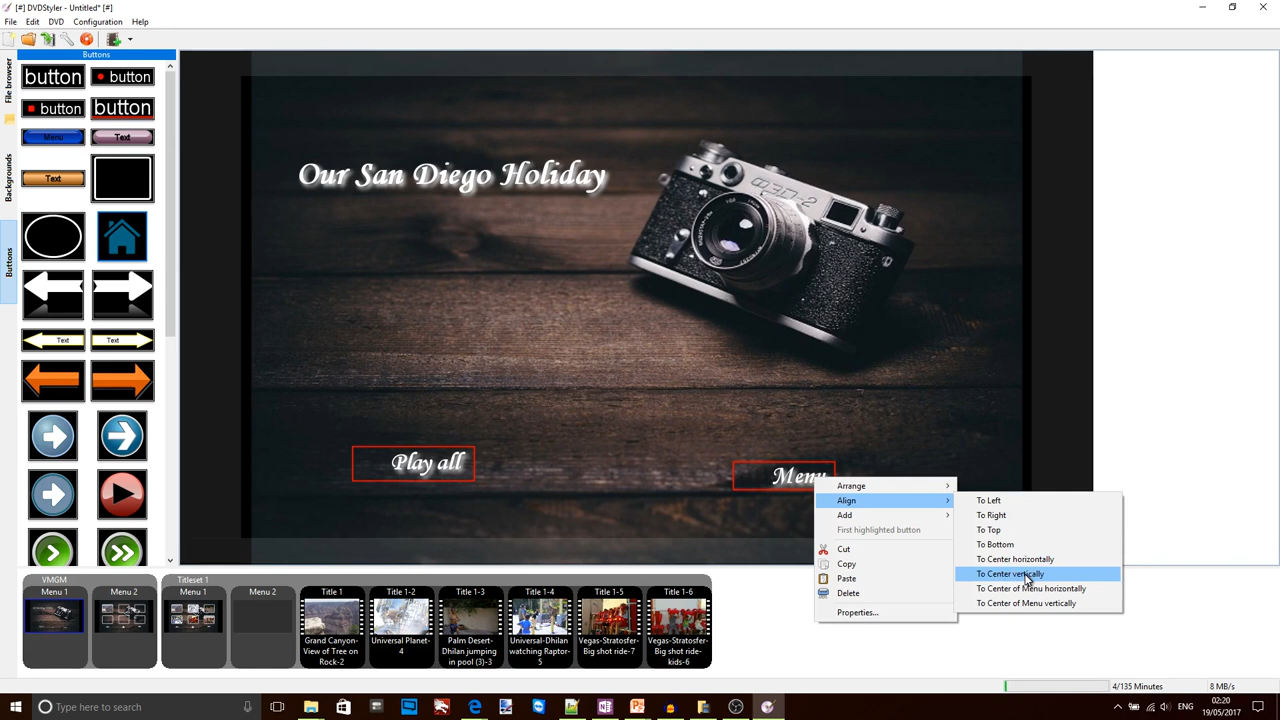 [#] DVDStyler - Untitled* [#]
File Edit DVD Configuration Help
File browser
Backgrounds
Buttons
Buttons
button
button
button
button
Menu
Text
Text
Text
Text
Our San Diego Holiday
ФЭД-2
Play all
Menu
Arrange
Align
Add
First highlighted button
Cut
Copy
Paste
Delete
Properties...
To Left
To Right
To Top
To Bottom
To Center horizontally
To Center vertically
To Center of Menu horizontally
To Center of Menu vertically
VMGM
Titleset 1
Menu 1
Menu 2
Menu 1
Menu 2
Title 1
Title 1-2
Title 1-3
Title 1-4
Title 1-5
Title 1-6
Grand Canyon-
View of Tree on
Rock-2
Universal Planet-
4
Palm Desert-
Dhilan jumping
in pool (3)-3
Universal-Dhilan
watching Raptor-
5
Vegas-Stratosfer-
Big shot ride-7
Vegas-Stratosfer-
Big shot ride-
kids-6
4/135 Minutes
8 MB/s
Type here to search
ENG
02:20
19/05/2017